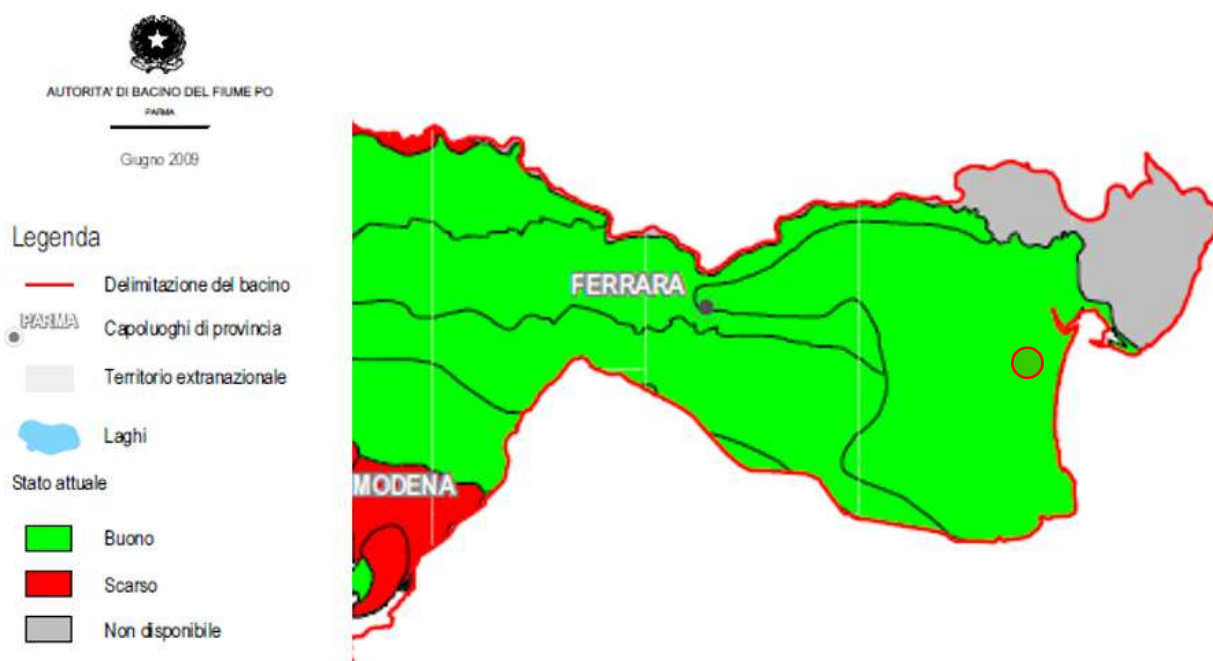 AUTORITA' DI BACINO DEL FIUME PO
PARMA
Giugno 2009
Legenda
Delimitazione del bacino
PARMA Capoluoghi di provincia
Territorio extranazionale
Laghi
Stato attuale
Buono
Scarso
Non disponibile
FERRARA
MODENA